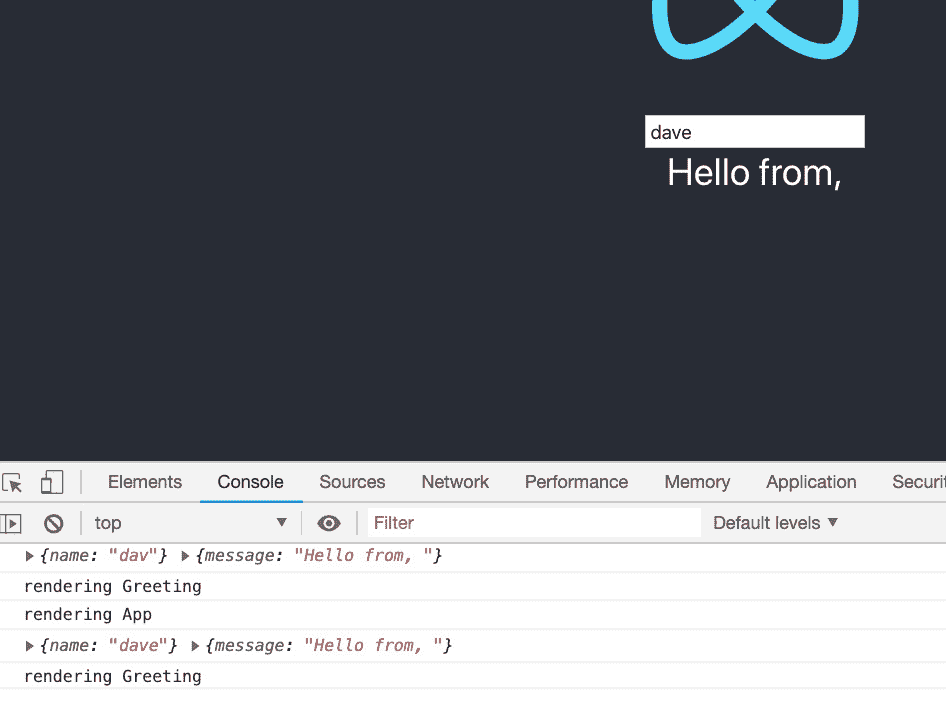 dave
Hello from,
Elements Console Sources Network Performance Memory Application Securit
top Filter Default levels
{name: "dav"} {message: "Hello from, "}
rendering Greeting
rendering App
{name: "dave"} {message: "Hello from, "}
rendering Greeting